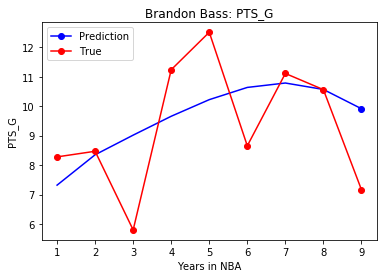 Brandon Bass: PTS_G
Prediction
True
12
11
10
9
8
7
6
PTS_G
1 2 3 4 5 6 7 8 9
Years in NBA